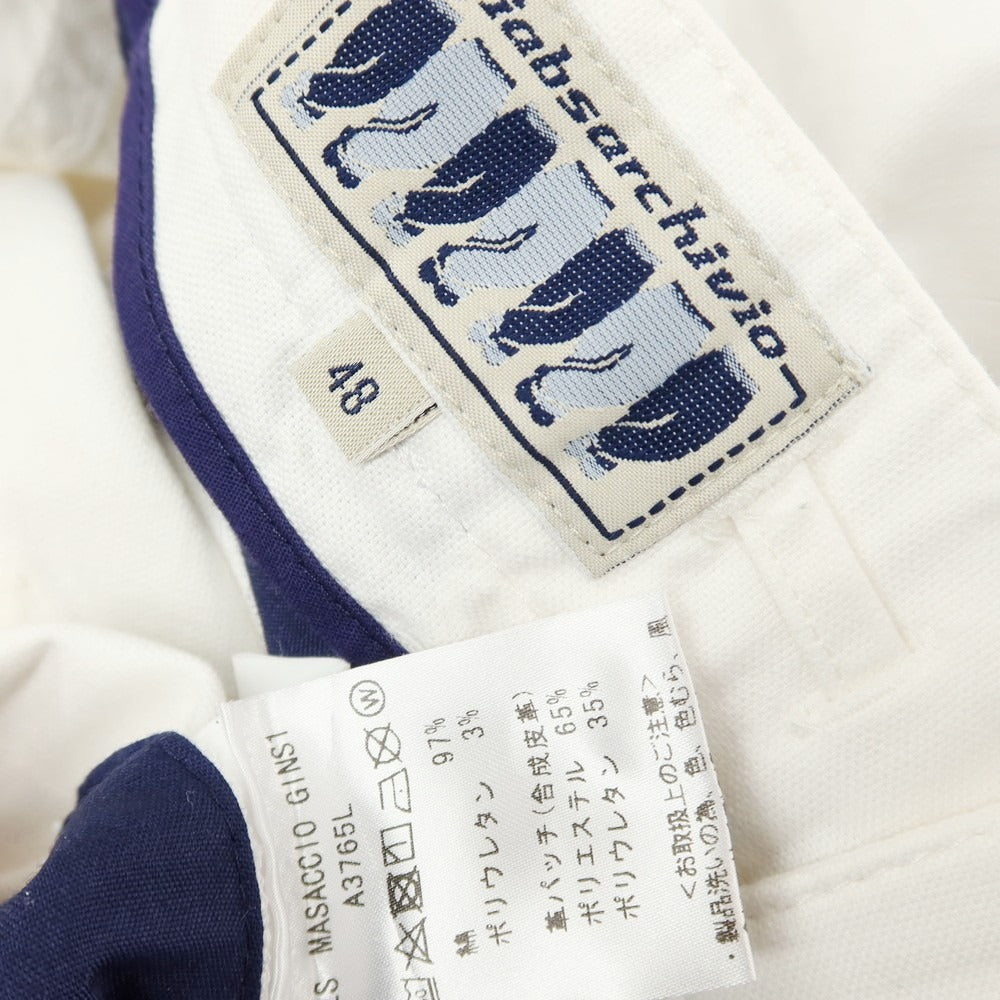 iabsarchivio
48
MASACCIO GINS1
A3765L
W
綿 97%
ポリウレタン 3%
革パッチ(合成皮革)
ポリエステル 65%
ポリウレタン 35%
<お取扱上のご注意>
製品洗いの為、色、色むら、